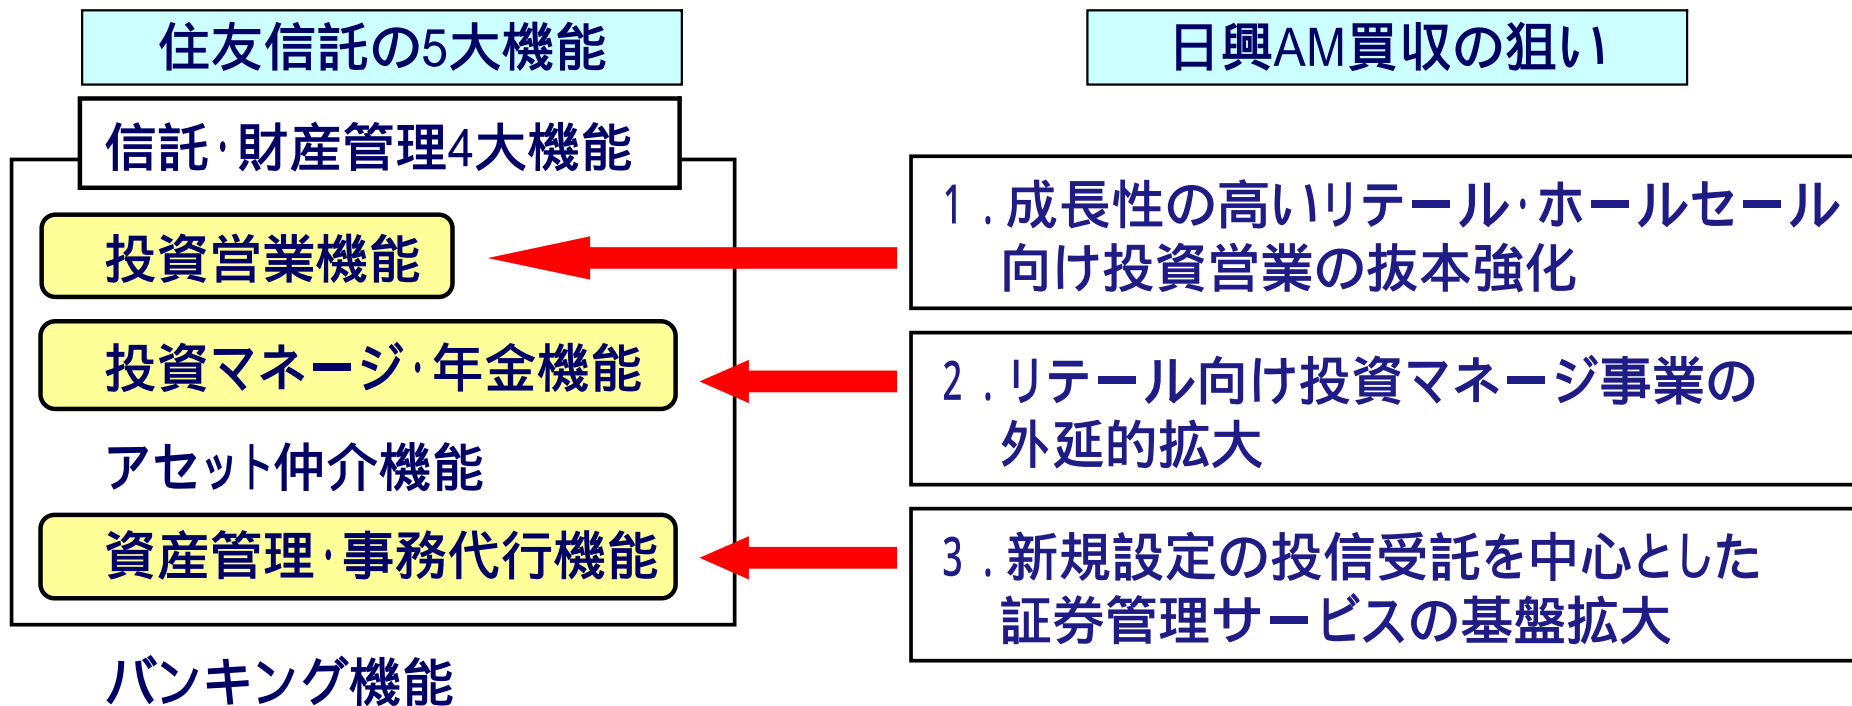 住友信託の5大機能
信託･財産管理4大機能
投資営業機能
投資マネージ･年金機能
アセット仲介機能
資産管理･事務代行機能
バンキング機能
日興AM買収の狙い
1．成長性の高いリテール･ホールセール
向け投資営業の抜本強化
2．リテール向け投資マネージ事業の
外延的拡大
3．新規設定の投信受託を中心とした
証券管理サービスの基盤拡大